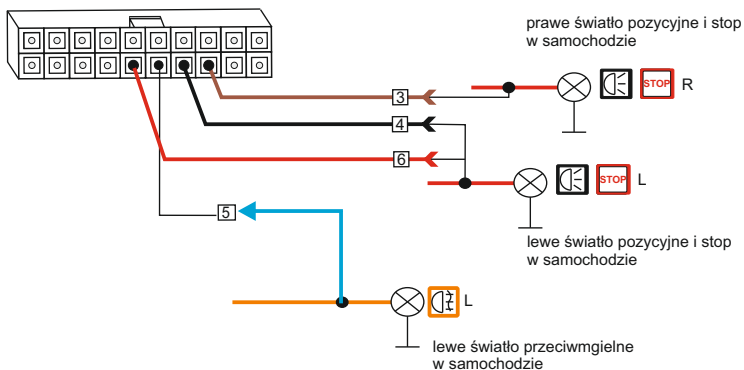 prawe światło pozycyjne i stop
w samochodzie
3
STOP R
4
6
STOP L
5
lewe światło pozycyjne i stop
w samochodzie
L
lewe światło przeciwmgielne
w samochodzie